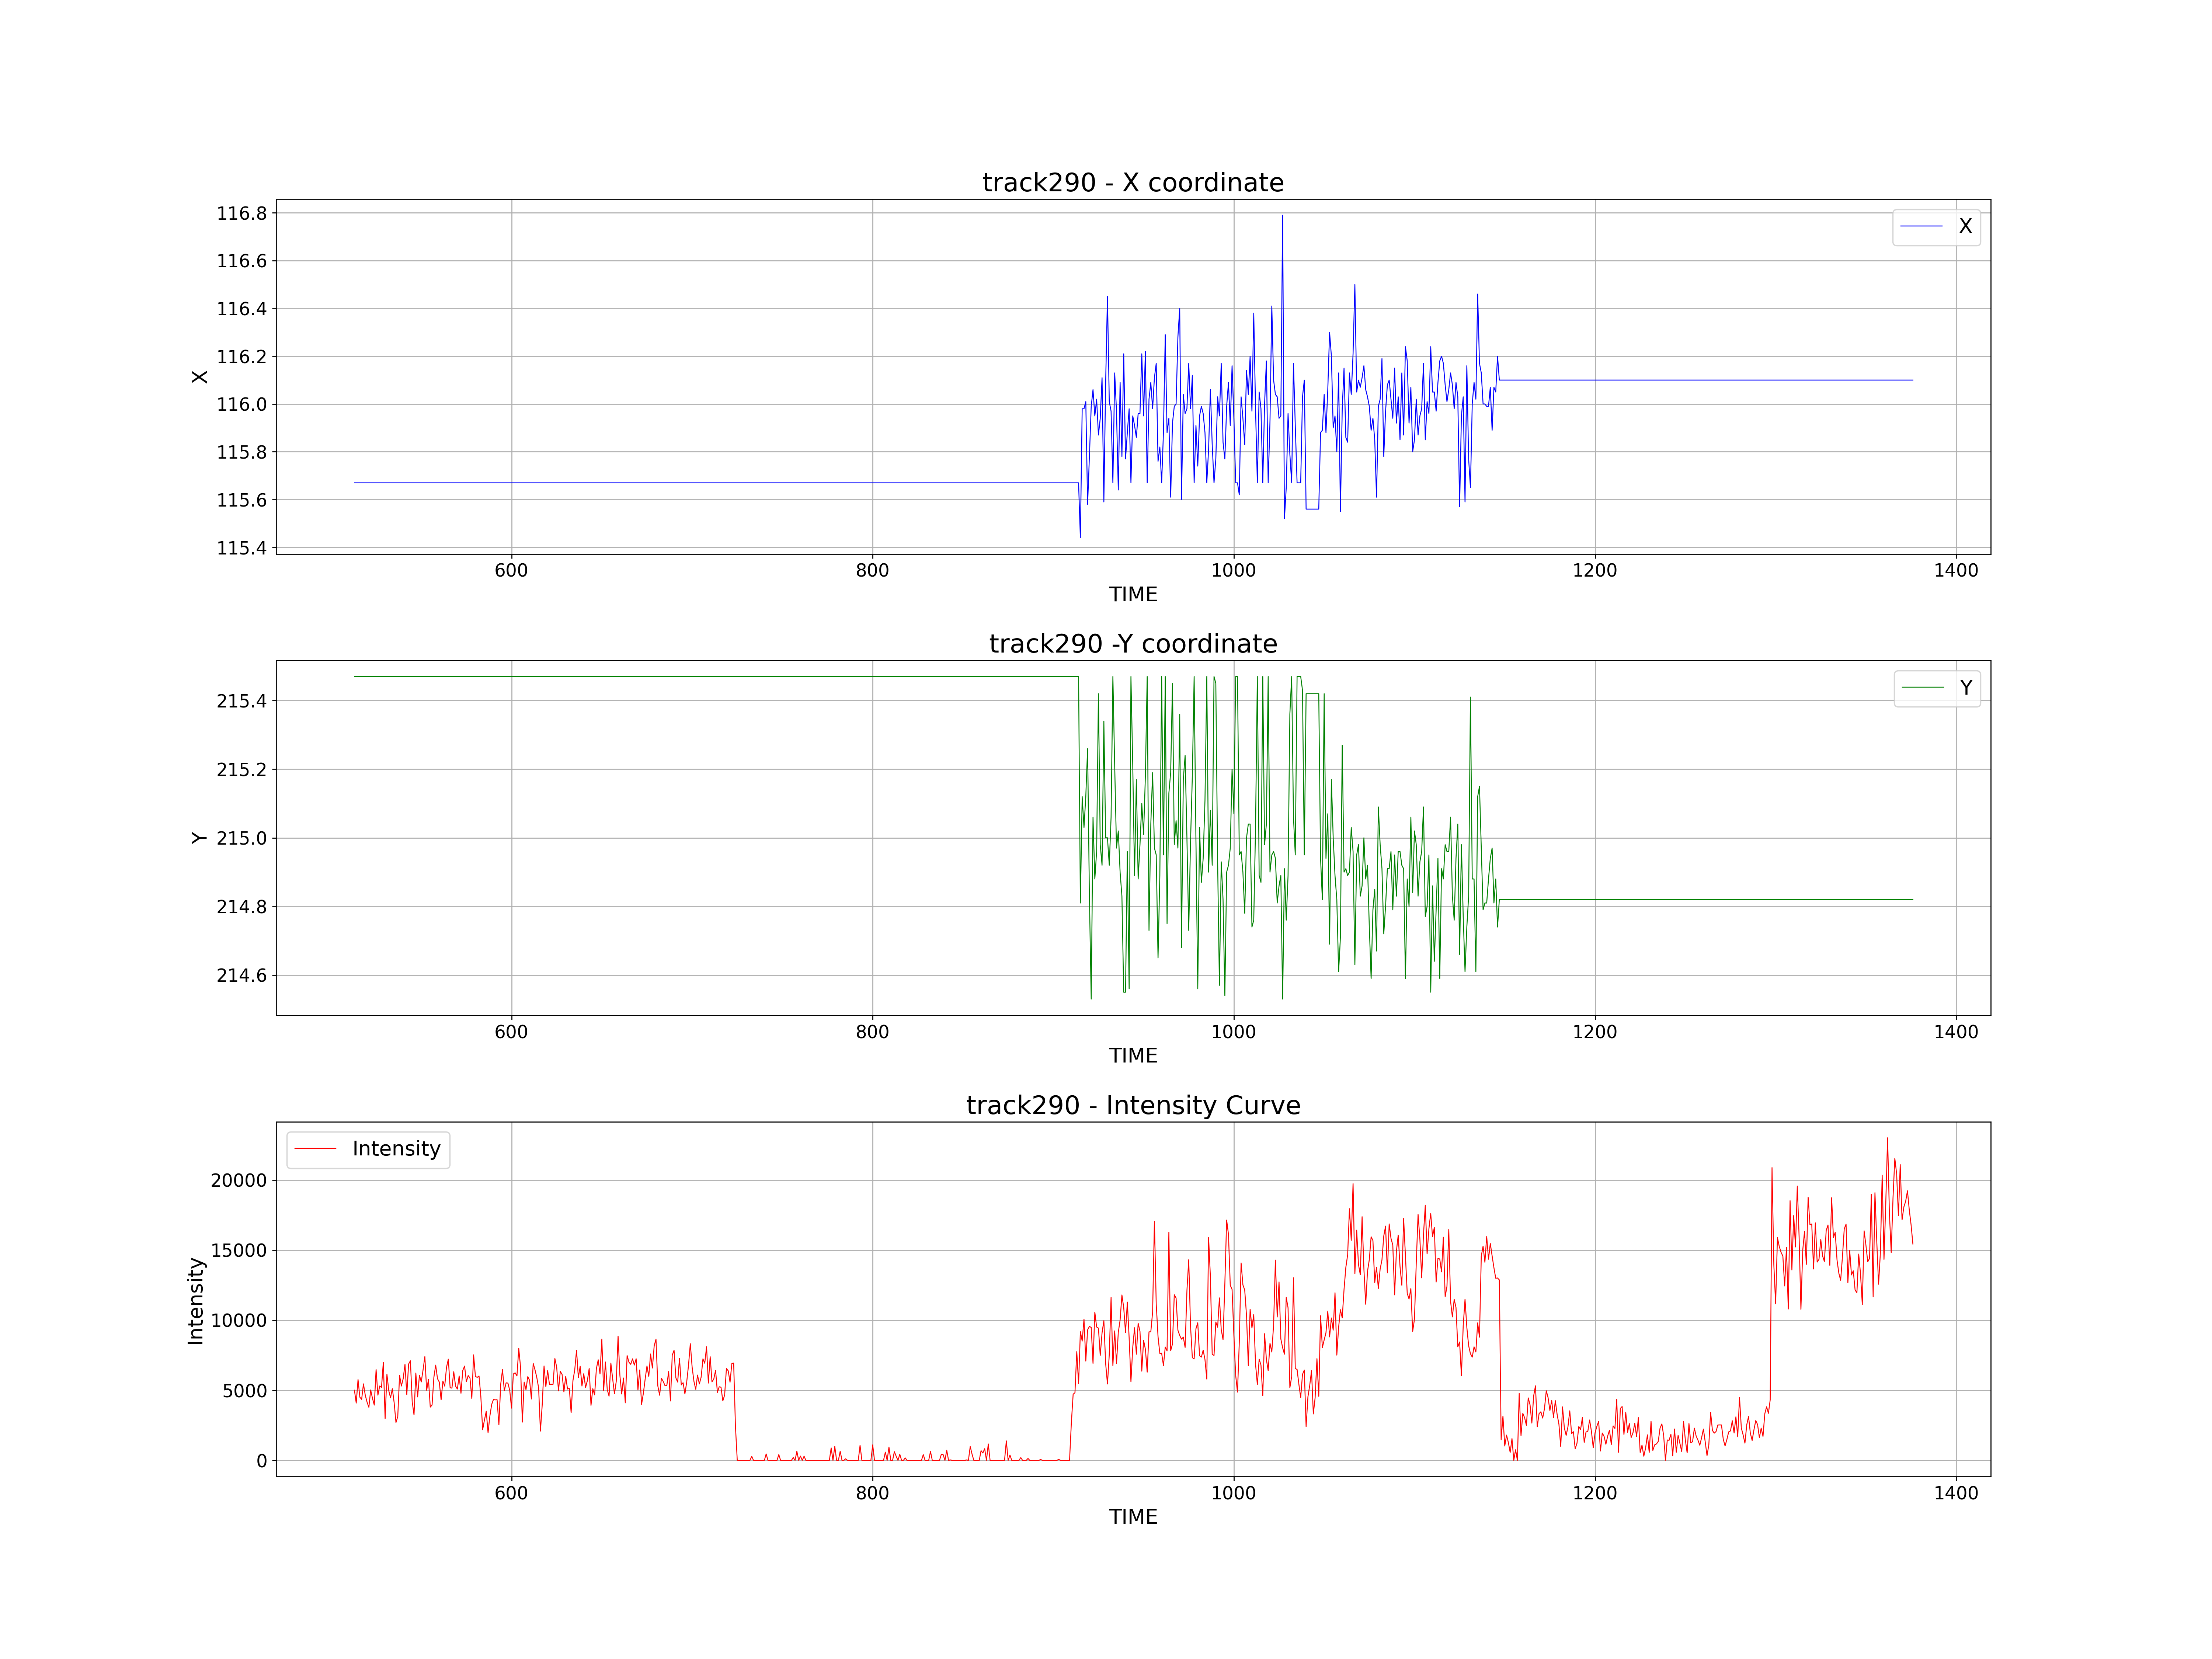 track290 - X coordinate
116.8
116.6
116.4
116.2
116.0
115.8
115.6
115.4
X
X
600 800 1000 1200 1400
TIME
track290 -Y coordinate
215.4
215.2
215.0
214.8
214.6
Y
Y
600 800 1000 1200 1400
TIME
track290 - Intensity Curve
Intensity
20000
15000
10000
5000
0
Intensity
600 800 1000 1200 1400
TIME